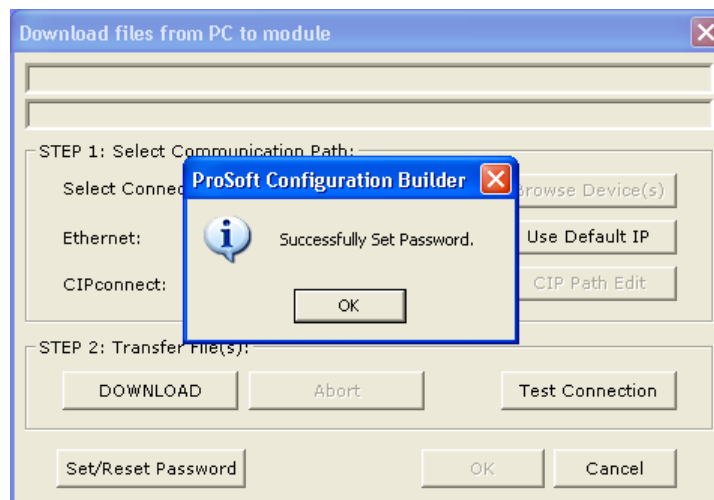 Download files from PC to module
STEP 1: Select Communication Path:
ProSoft Configuration Builder
Select
Browse Device(s)
Successfully Set Password.
Ethernet:
Use Default IP
CIPconnect:
CIP Path Edit
OK
STEP 2: Transfer File(s):
DOWNLOAD
Abort
Test Connection
Set/Reset Password
OK
Cancel